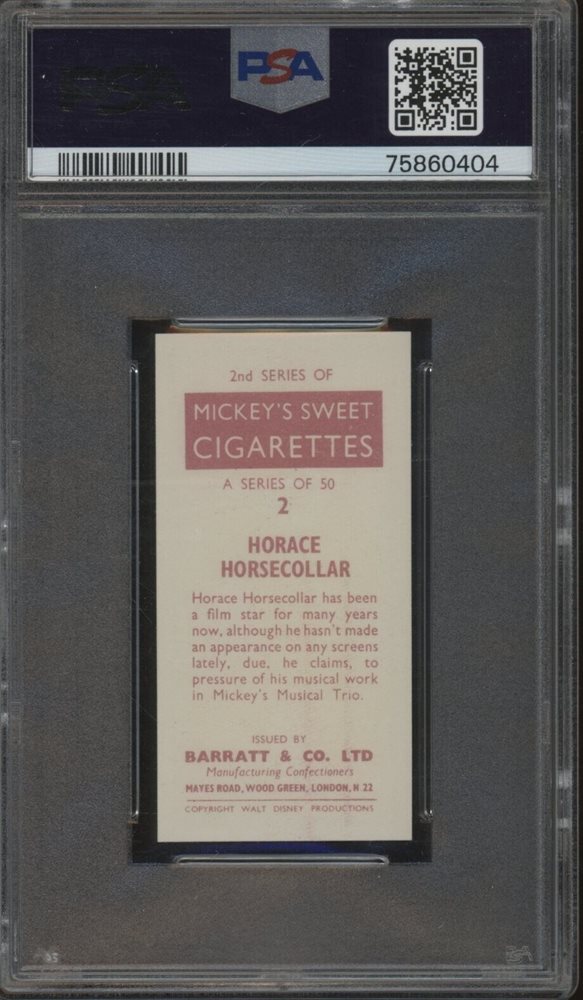 PSA
PSA
75860404
2nd SERIES OF
MICKEY'S SWEET
CIGARETTES
A SERIES OF 50
2
HORACE
HORSECOLLAR
Horace Horsecollar has been
a film star for many years
now, although he hasn't made
an appearance on any screens
lately, due, he claims, to
pressure of his musical work
in Mickey's Musical Trio.
ISSUED BY
BARRATT & CO. LTD
Manufacturing Confectioners
MAYES ROAD, WOOD GREEN, LONDON, N.22
COPYRIGHT WALT DISNEY PRODUCTIONS
PSA